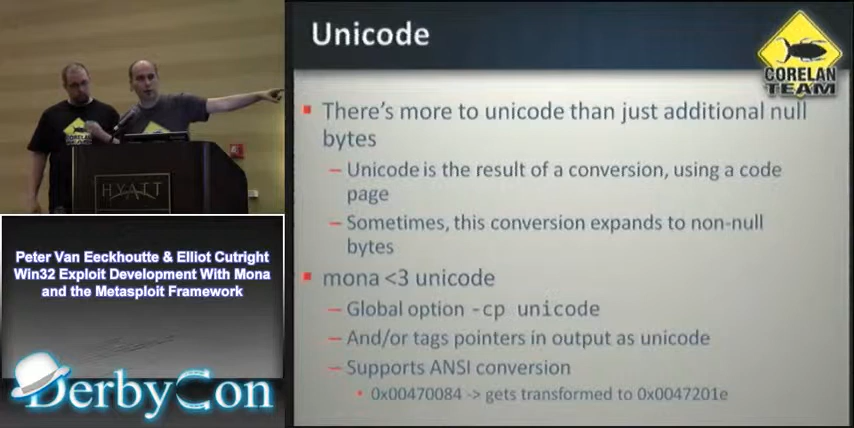 Unicode
CORELAN
TEAM
There's more to unicode than just additional null
bytes
– Unicode is the result of a conversion, using a code
page
– Sometimes, this conversion expands to non-null
bytes
mona <3 unicode
– Global option -cp unicode
– And/or tags pointers in output as unicode
– Supports ANSI conversion
• 0x00470084 -> gets transformed to 0x0047201e
HYATT
Peter Van Eeckhoutte & Elliot Cutright
Win32 Exploit Development With Mona
and the Metasploit Framework
DerbyCon